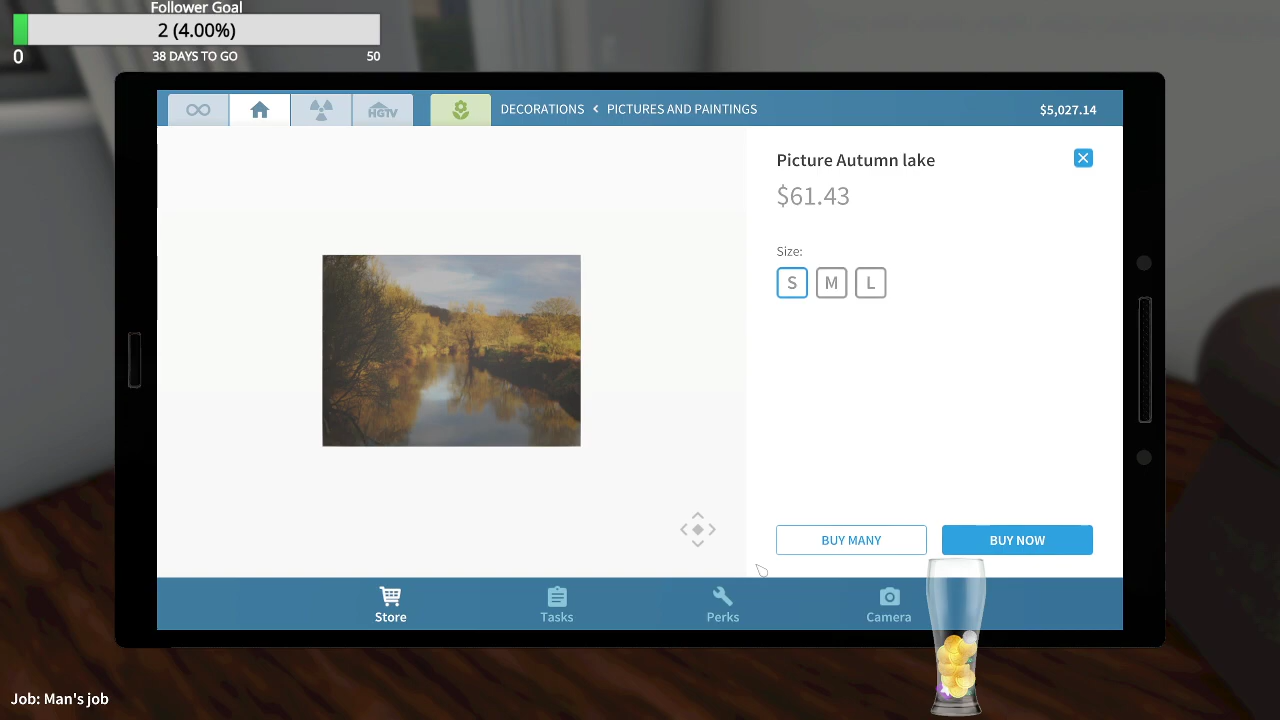 Follower Goal
2 (4.00%)
0
38 DAYS TO GO
50
HGTV
DECORATIONS < PICTURES AND PAINTINGS
$5,027.14
Picture Autumn lake
$61.43
Size:
S M L
BUY MANY
BUY NOW
Store
Tasks
Perks
Camera
Job: Man's job